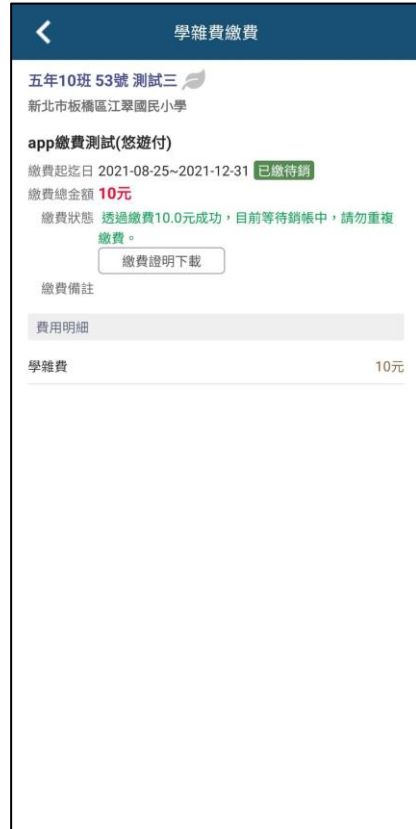 學雜費繳費
五年10班 53號 測試三
新北市板橋區江翠國民小學
app繳費測試(悠遊付)
繳費起迄日 2021-08-25~2021-12-31 已繳待銷
繳費總金額 10元
繳費狀態 透過繳費10.0元成功，目前等待銷帳中，請勿重複
繳費。
繳費證明下載
繳費備註
費用明細
學雜費 10元